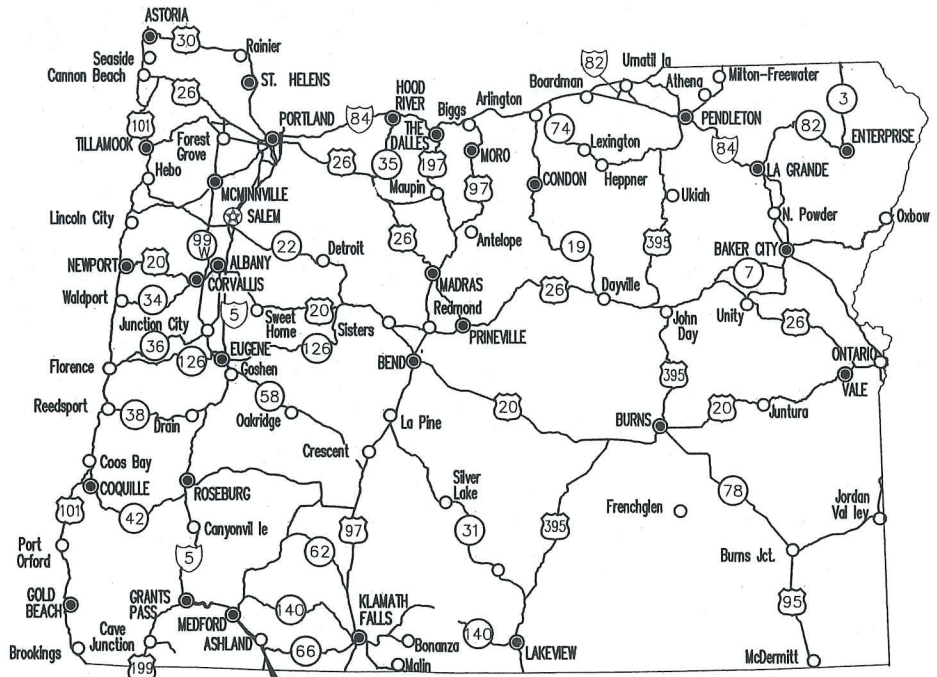 ASTORIA
30
Rainier
Seaside
Cannon Beach
ST. HELENS
26
101
TILLAMOOK
Forest
Grove
PORTLAND
84
HOOD
RIVER
THE
DALLES
Biggs
Arlington
Boardman
82
Umatil la
Athena
Milton-Freewater
3
82
ENTERPRISE
PENDLETON
84
LA GRANDE
74
Lexington
Heppner
35
197
MORO
26
97
CONDON
Ukiah
Hebo
MCMINNVILLE
SALEM
Maupin
N. Powder
Oxbow
Lincoln City
99
W
22
Detroit
26
Antelope
19
395
BAKER CITY
7
NEWPORT
20
ALBANY
CORVALLIS
MADRAS
26
Dayville
Waldport
34
5
Sweet
Home
20
Sisters
Redmond
PRINEVILLE
John
Day
Unity
26
Junction City
36
126
EUGENE
126
Goshen
BEND
395
ONTARIO
VALE
Florence
Reedsport
38
Drain
58
Oakridge
La Pine
20
BURNS
20
Juntura
Crescent
Coos Bay
COQUILLE
ROSEBURG
Silver
Lake
78
Frenchglen
Jordan
Val ley
101
42
Canyonvil le
97
31
395
Port
Orford
5
62
Burns Jct.
GOLD
BEACH
GRANTS
PASS
MEDFORD
140
KLAMATH
FALLS
95
Brookings
Cave
Junction
199
ASHLAND
66
Bonanza
Malin
140
LAKEVIEW
McDermitt